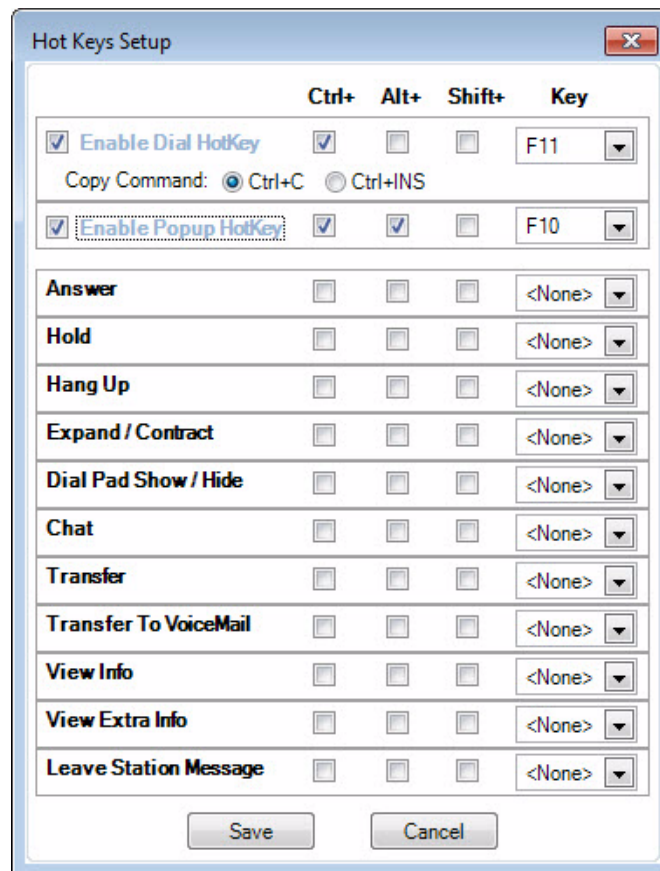 Hot Keys Setup
Ctrl+ Alt+ Shift+ Key
Enable Dial HotKey F11
Copy Command: Ctrl+C Ctrl+INS
Enable Popup HotKey F10
Answer <None>
Hold <None>
Hang Up <None>
Expand / Contract <None>
Dial Pad Show / Hide <None>
Chat <None>
Transfer <None>
Transfer To VoiceMail <None>
View Info <None>
View Extra Info <None>
Leave Station Message <None>
Save Cancel